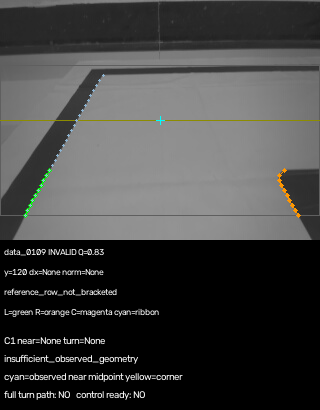 data_0109 INVALID Q=0.83
y=120 dx=None norm=None
reference_row_not_bracketed
L=green R=orange C=magenta cyan=ribbon
C1 near=None turn=None
insufficient_observed_geometry
cyan=observed near midpoint yellow=corner
full turn path: NO control ready: NO